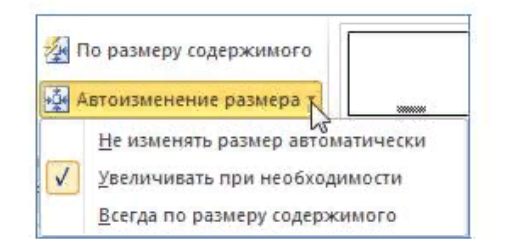 По размеру содержимого
Автоизменение размера
Не изменять размер автоматически
Увеличивать при необходимости
Всегда по размеру содержимого